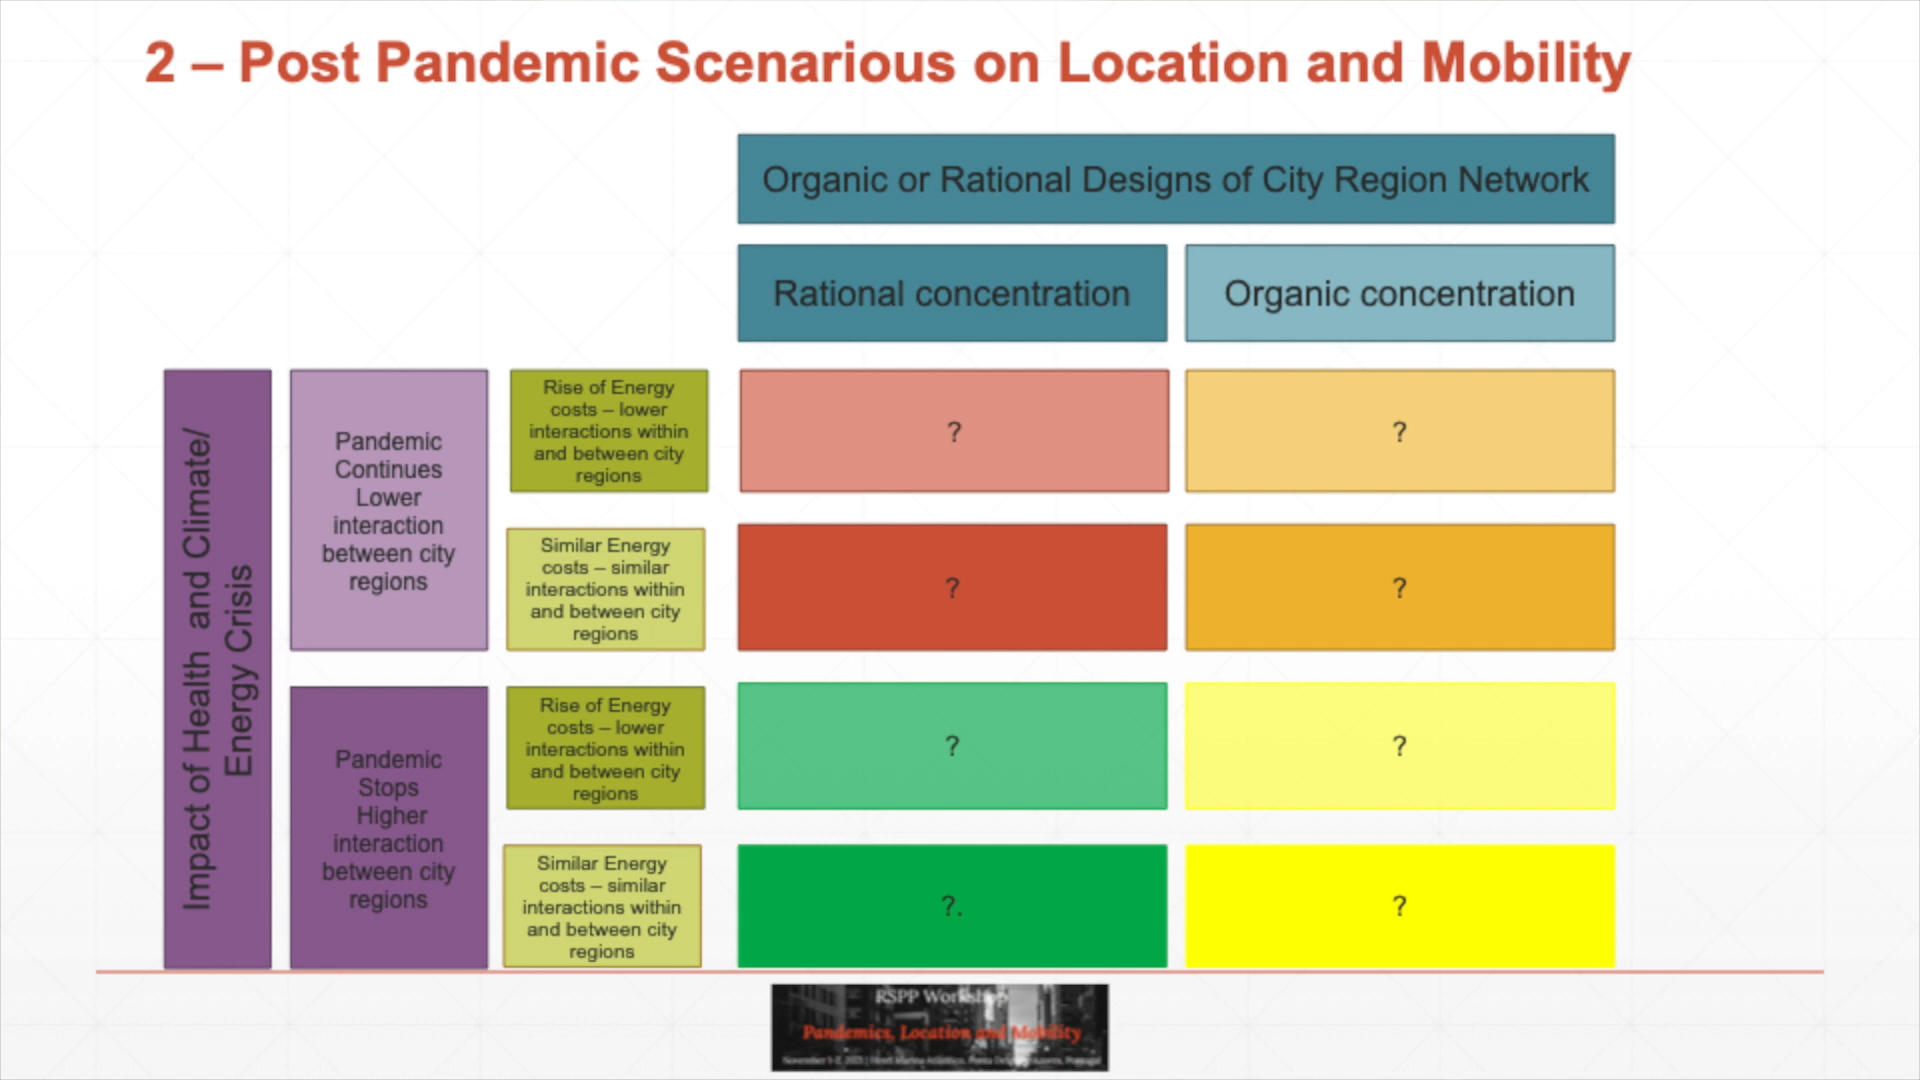 2 – Post Pandemic Scenarious on Location and Mobility
Organic or Rational Designs of City Region Network
Rational concentration
Organic concentration
Impact of Health and Climate/
Energy Crisis
Pandemic
Continues
Lower
interaction
between city
regions
Rise of Energy
costs – lower
interactions within
and between city
regions
?
?
Similar Energy
costs – similar
interactions within
and between city
regions
?
?
Pandemic
Stops
Higher
interaction
between city
regions
Rise of Energy
costs – lower
interactions within
and between city
regions
?
?
Similar Energy
costs – similar
interactions within
and between city
regions
?.
?
RSPP Workshop
Pandemics, Location and Mobility